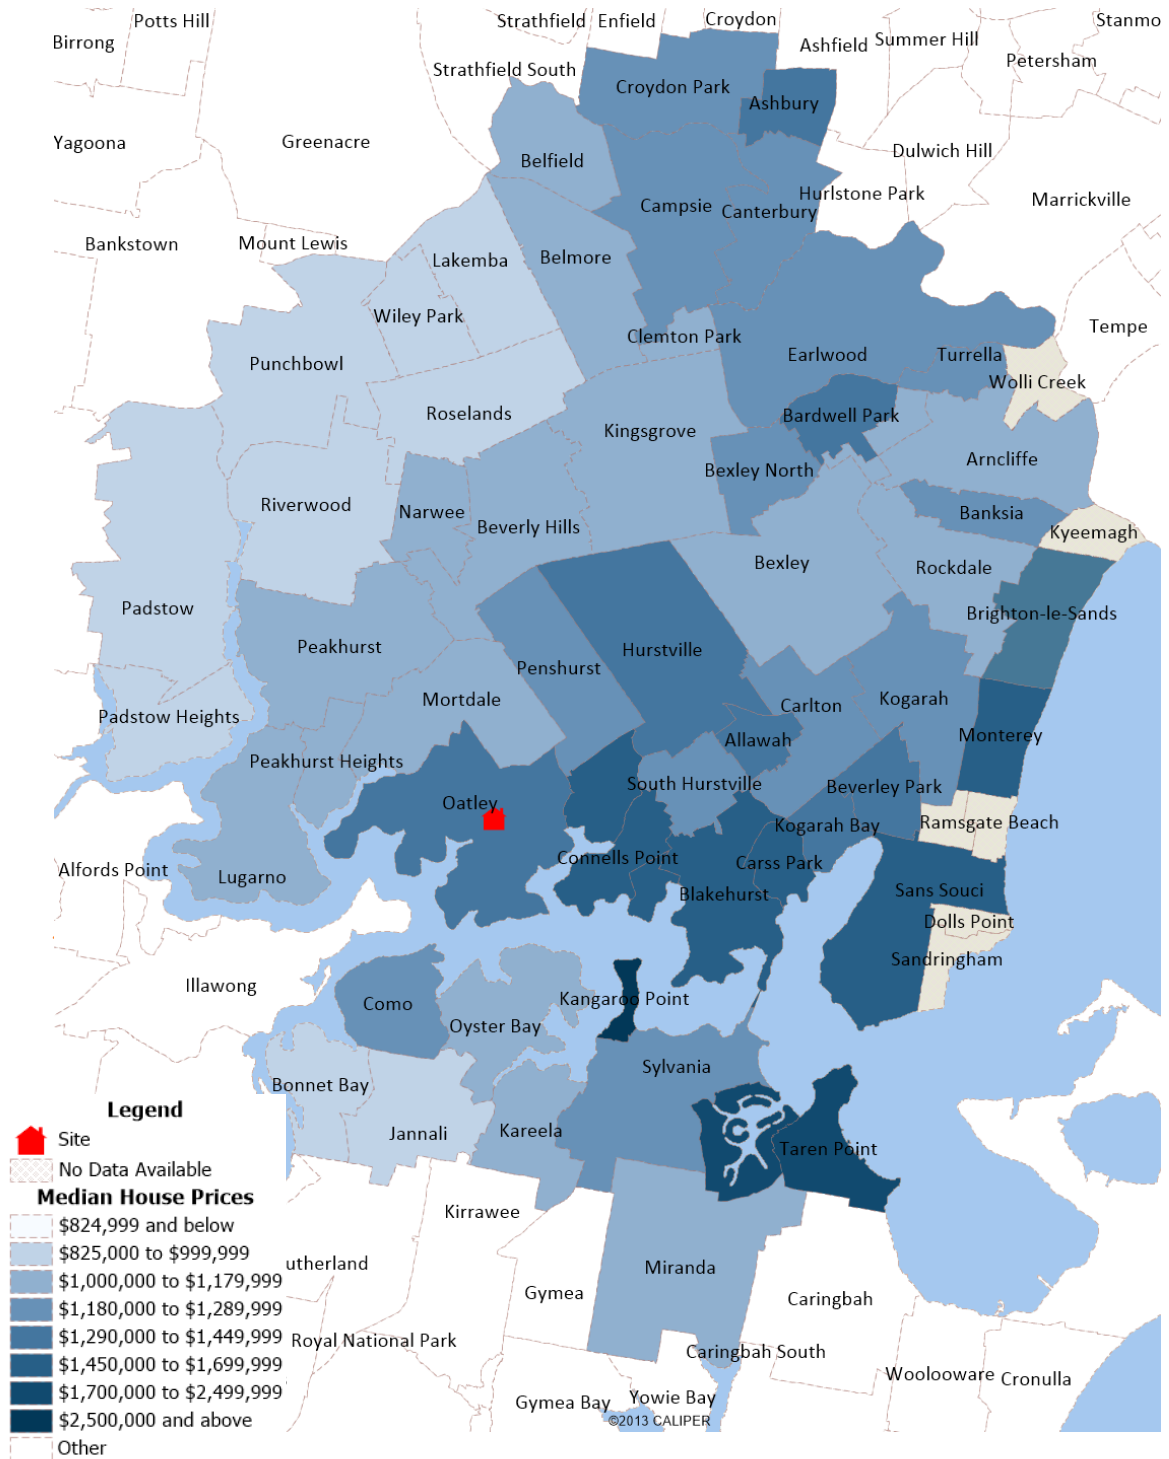 Potts Hill
Strathfield
Enfield
Croydon
Stanmo
Birrong
Ashfield
Summer Hill
Petersham
Strathfield South
Croydon Park
Ashbury
Yagoona
Greenacre
Dulwich Hill
Belfield
Hurlstone Park
Marrickville
Campsie
Canterbury
Bankstown
Mount Lewis
Lakemba
Belmore
Wiley Park
Clemton Park
Tempe
Punchbowl
Earlwood
Turrella
Wolli Creek
Roselands
Bardwell Park
Kingsgrove
Arncliffe
Bexley North
Riverwood
Narwee
Beverly Hills
Banksia
Kyeemagh
Bexley
Rockdale
Padstow
Brighton-le-Sands
Peakhurst
Penshurst
Hurstville
Mortdale
Carlton
Kogarah
Padstow Heights
Allawah
Monterey
Peakhurst Heights
South Hurstville
Beverley Park
Oatley
Kogarah Bay
Ramsgate Beach
Alfords Point
Connells Point
Carss Park
Lugarno
Blakehurst
Sans Souci
Dolls Point
Sandringham
Illawong
Como
Kangaroo Point
Oyster Bay
Bonnet Bay
Sylvania
Jannali
Kareela
Taren Point
Kirrawee
Miranda
utherland
Gymea
Caringbah
Royal National Park
Caringbah South
Woolooware
Cronulla
Gymea Bay
Yowie Bay
©2013 CALIPER
Legend
Site
No Data Available
Median House Prices
$824,999 and below
$825,000 to $999,999
$1,000,000 to $1,179,999
$1,180,000 to $1,289,999
$1,290,000 to $1,449,999
$1,450,000 to $1,699,999
$1,700,000 to $2,499,999
$2,500,000 and above
Other